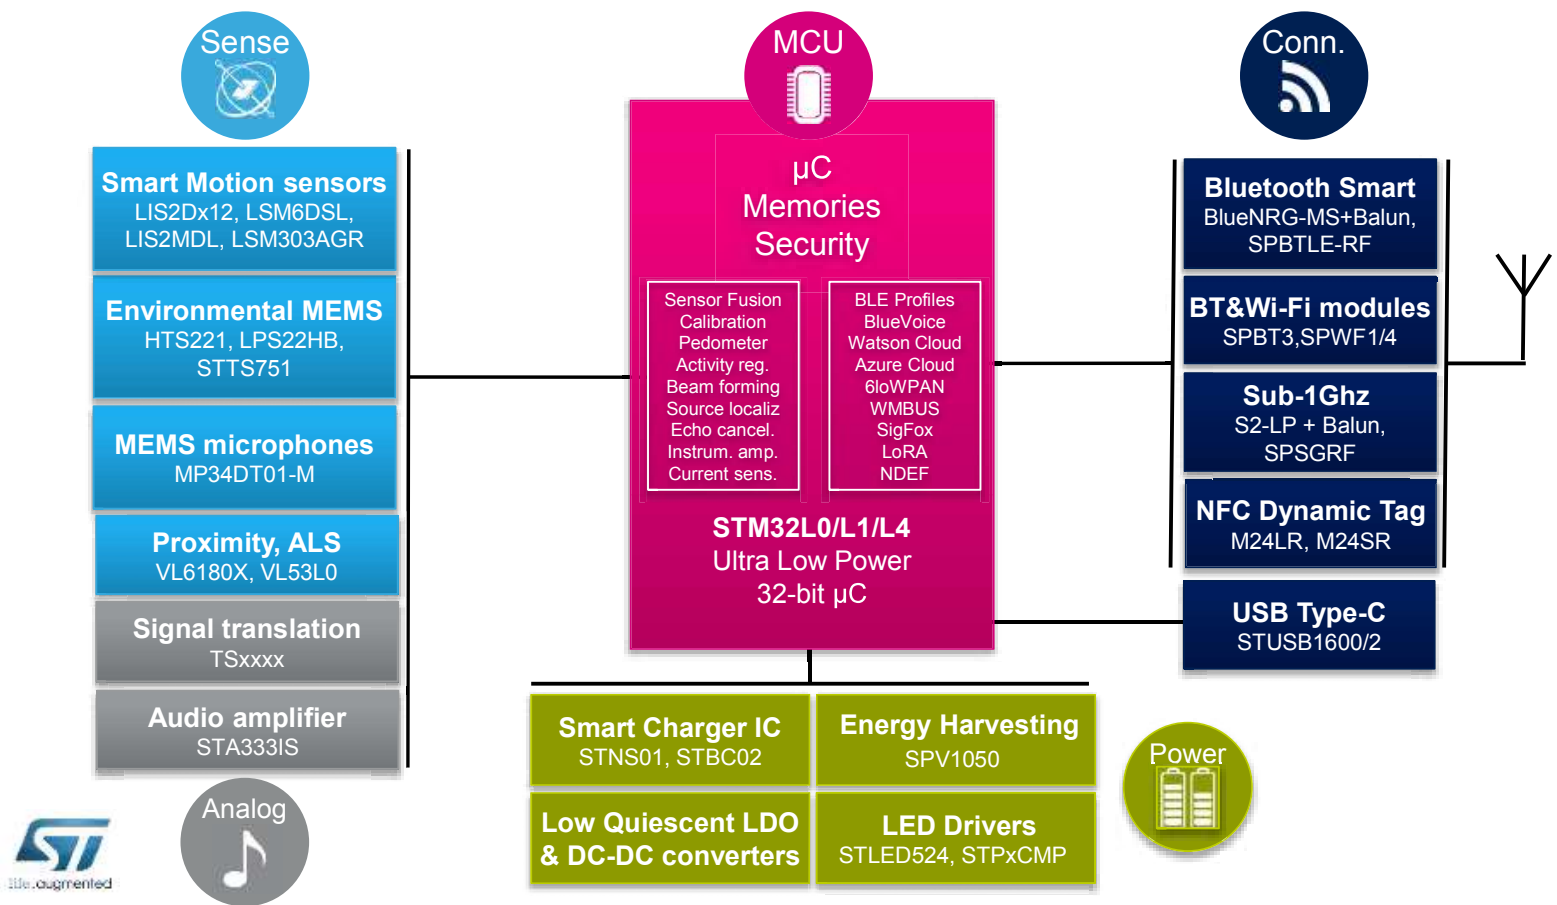 Sense
MCU
Conn.
Smart Motion sensors
LIS2Dx12, LSM6DSL,
LIS2MDL, LSM303AGR
Environmental MEMS
HTS221, LPS22HB,
STTS751
MEMS microphones
MP34DT01-M
Proximity, ALS
VL6180X, VL53L0
Signal translation
TSxxxx
Audio amplifier
STA333IS
Analog
µC
Memories
Security
Sensor Fusion
Calibration
Pedometer
Activity reg.
Beam forming
Source localiz
Echo cancel.
Instrum. amp.
Current sens.
BLE Profiles
BlueVoice
Watson Cloud
Azure Cloud
6loWPAN
WMBUS
SigFox
LoRA
NDEF
STM32L0/L1/L4
Ultra Low Power
32-bit µC
Bluetooth Smart
BlueNRG-MS+Balun,
SPBTLE-RF
BT&Wi-Fi modules
SPBT3,SPWF1/4
Sub-1Ghz
S2-LP + Balun,
SPSGRF
NFC Dynamic Tag
M24LR, M24SR
USB Type-C
STUSB1600/2
Smart Charger IC
STNS01, STBC02
Energy Harvesting
SPV1050
Low Quiescent LDO
& DC-DC converters
LED Drivers
STLED524, STPxCMP
Power
ST
life.augmented